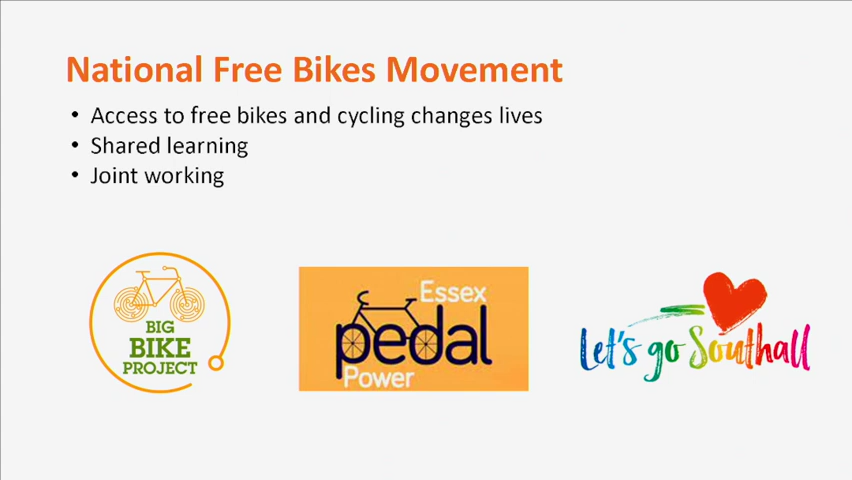 National Free Bikes Movement
• Access to free bikes and cycling changes lives
• Shared learning
• Joint working
BIG
BIKE
PROJECT
Essex
pedal
Power
Let's go Southall